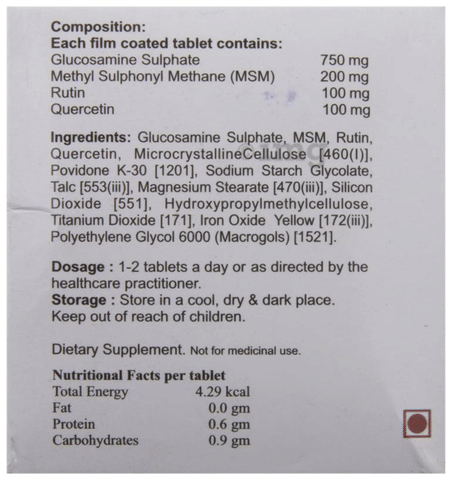 Composition:
Each film coated tablet contains:
Glucosamine Sulphate 750 mg
Methyl Sulphonyl Methane (MSM) 200 mg
Rutin 100 mg
Quercetin 100 mg
Ingredients: Glucosamine Sulphate, MSM, Rutin,
Quercetin, MicrocrystallineCellulose [460(I)],
Povidone K-30 [1201], Sodium Starch Glycolate,
Talc [553(iii)], Magnesium Stearate [470(iii)], Silicon
Dioxide [551], Hydroxypropylmethylcellulose,
Titanium Dioxide [171], Iron Oxide Yellow [172(iii)],
Polyethylene Glycol 6000 (Macrogols) [1521].
Dosage : 1-2 tablets a day or as directed by the
healthcare practitioner.
Storage : Store in a cool, dry & dark place.
Keep out of reach of children.
Dietary Supplement. Not for medicinal use.
Nutritional Facts per tablet
Total Energy 4.29 kcal
Fat 0.0 gm
Protein 0.6 gm
Carbohydrates 0.9 gm